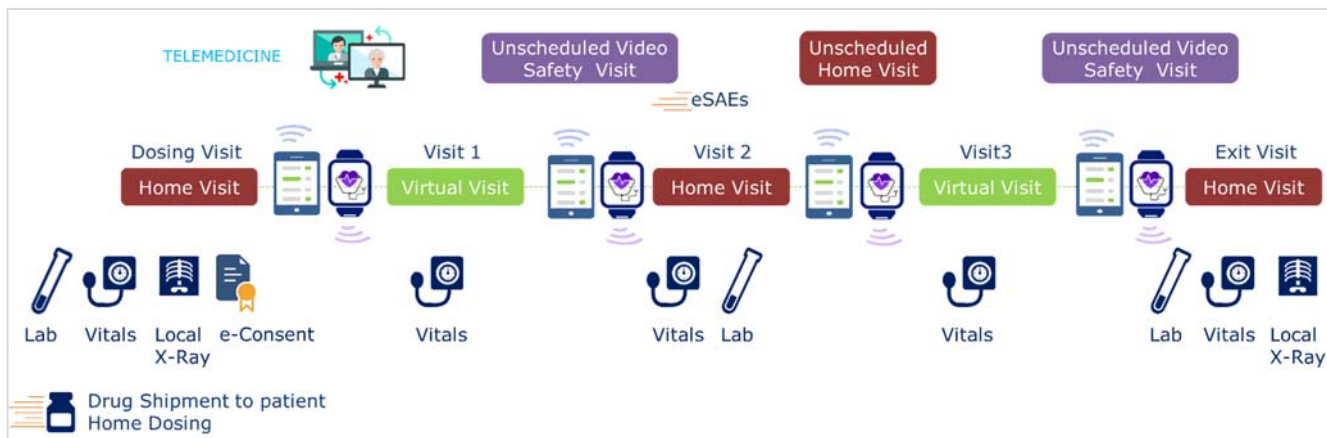 TELEMEDICINE
Unscheduled Video
Safety Visit
Unscheduled
Home Visit
Unscheduled Video
Safety Visit
eSAEs
Dosing Visit
Visit 1
Visit 2
Visit3
Exit Visit
Home Visit
Virtual Visit
Home Visit
Virtual Visit
Home Visit
Lab
Vitals
Local
X-Ray
e-Consent
Vitals
Vitals
Lab
Vitals
Lab
Vitals
Local
X-Ray
Drug Shipment to patient
Home Dosing